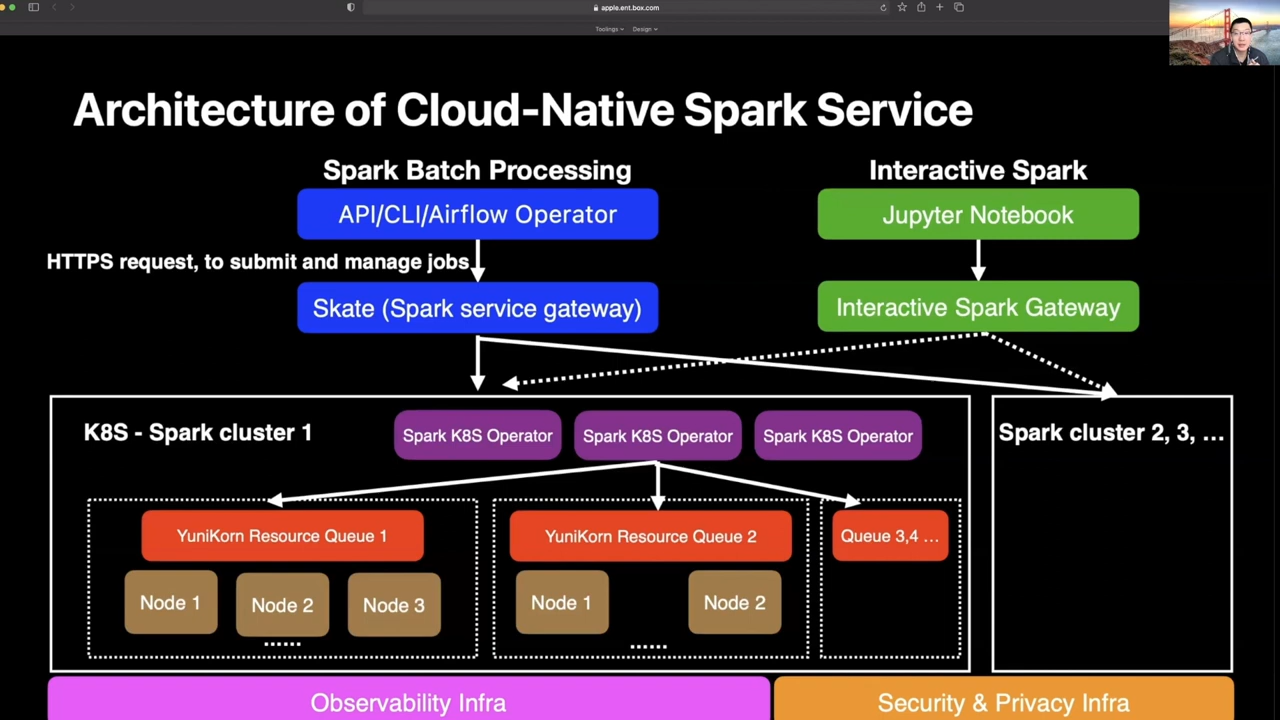 apple.ent.box.com
Toolings
Design
Architecture of Cloud-Native Spark Service
Spark Batch Processing
Interactive Spark
API/CLI/Airflow Operator
Jupyter Notebook
HTTPS request, to submit and manage jobs
Skate (Spark service gateway)
Interactive Spark Gateway
K8S - Spark cluster 1
Spark K8S Operator
Spark K8S Operator
Spark K8S Operator
Spark cluster 2, 3, ...
YuniKorn Resource Queue 1
YuniKorn Resource Queue 2
Queue 3,4 ...
Node 1
Node 2
Node 3
Node 1
Node 2
......
......
Observability Infra
Security & Privacy Infra